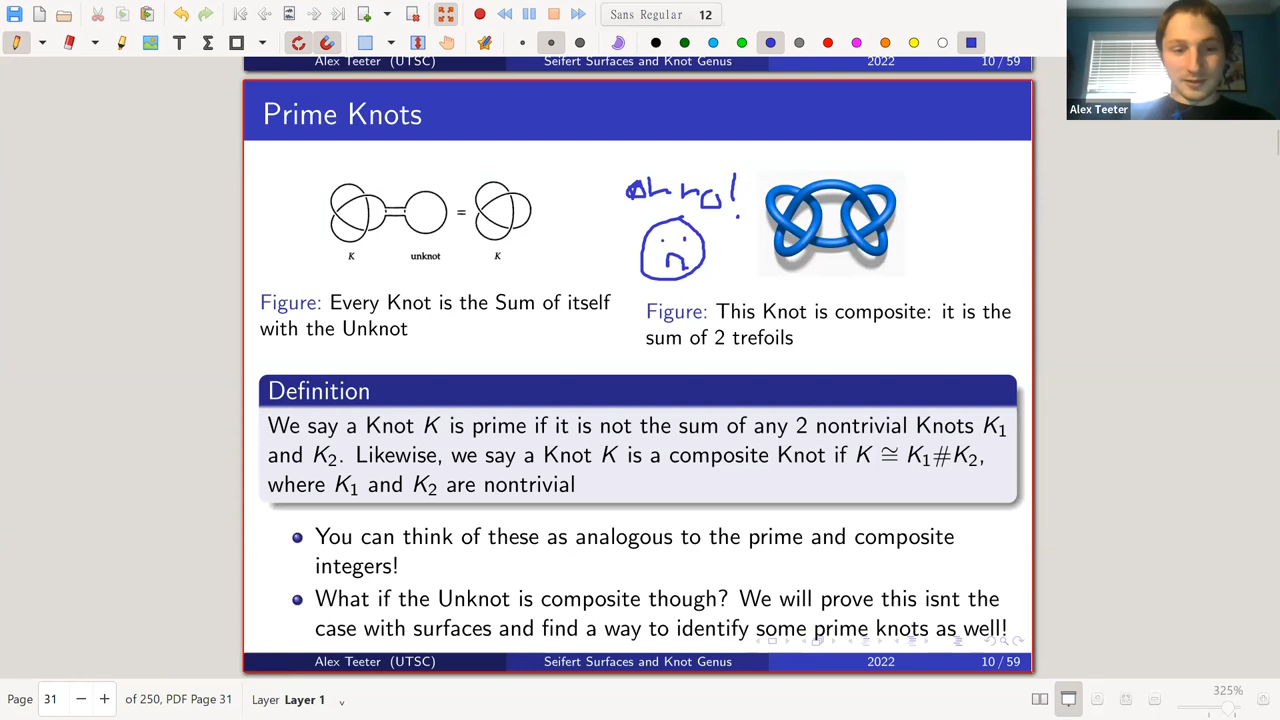 Sans Regular 12
Alex Teeter (UTSC) Seifert Surfaces and Knot Genus 2022 10 / 59
Alex Teeter
Prime Knots
oh no!
K unknot = K
Figure: Every Knot is the Sum of itself
with the Unknot
Figure: This Knot is composite: it is the
sum of 2 trefoils
Definition
We say a Knot K is prime if it is not the sum of any 2 nontrivial Knots K₁
and K₂. Likewise, we say a Knot K is a composite Knot if K ≅ K₁#K₂,
where K₁ and K₂ are nontrivial
You can think of these as analogous to the prime and composite
integers!
What if the Unknot is composite though? We will prove this isnt the
case with surfaces and find a way to identify some prime knots as well!
Alex Teeter (UTSC) Seifert Surfaces and Knot Genus 2022 10 / 59
Page 31 of 250, PDF Page 31 Layer Layer 1 325%